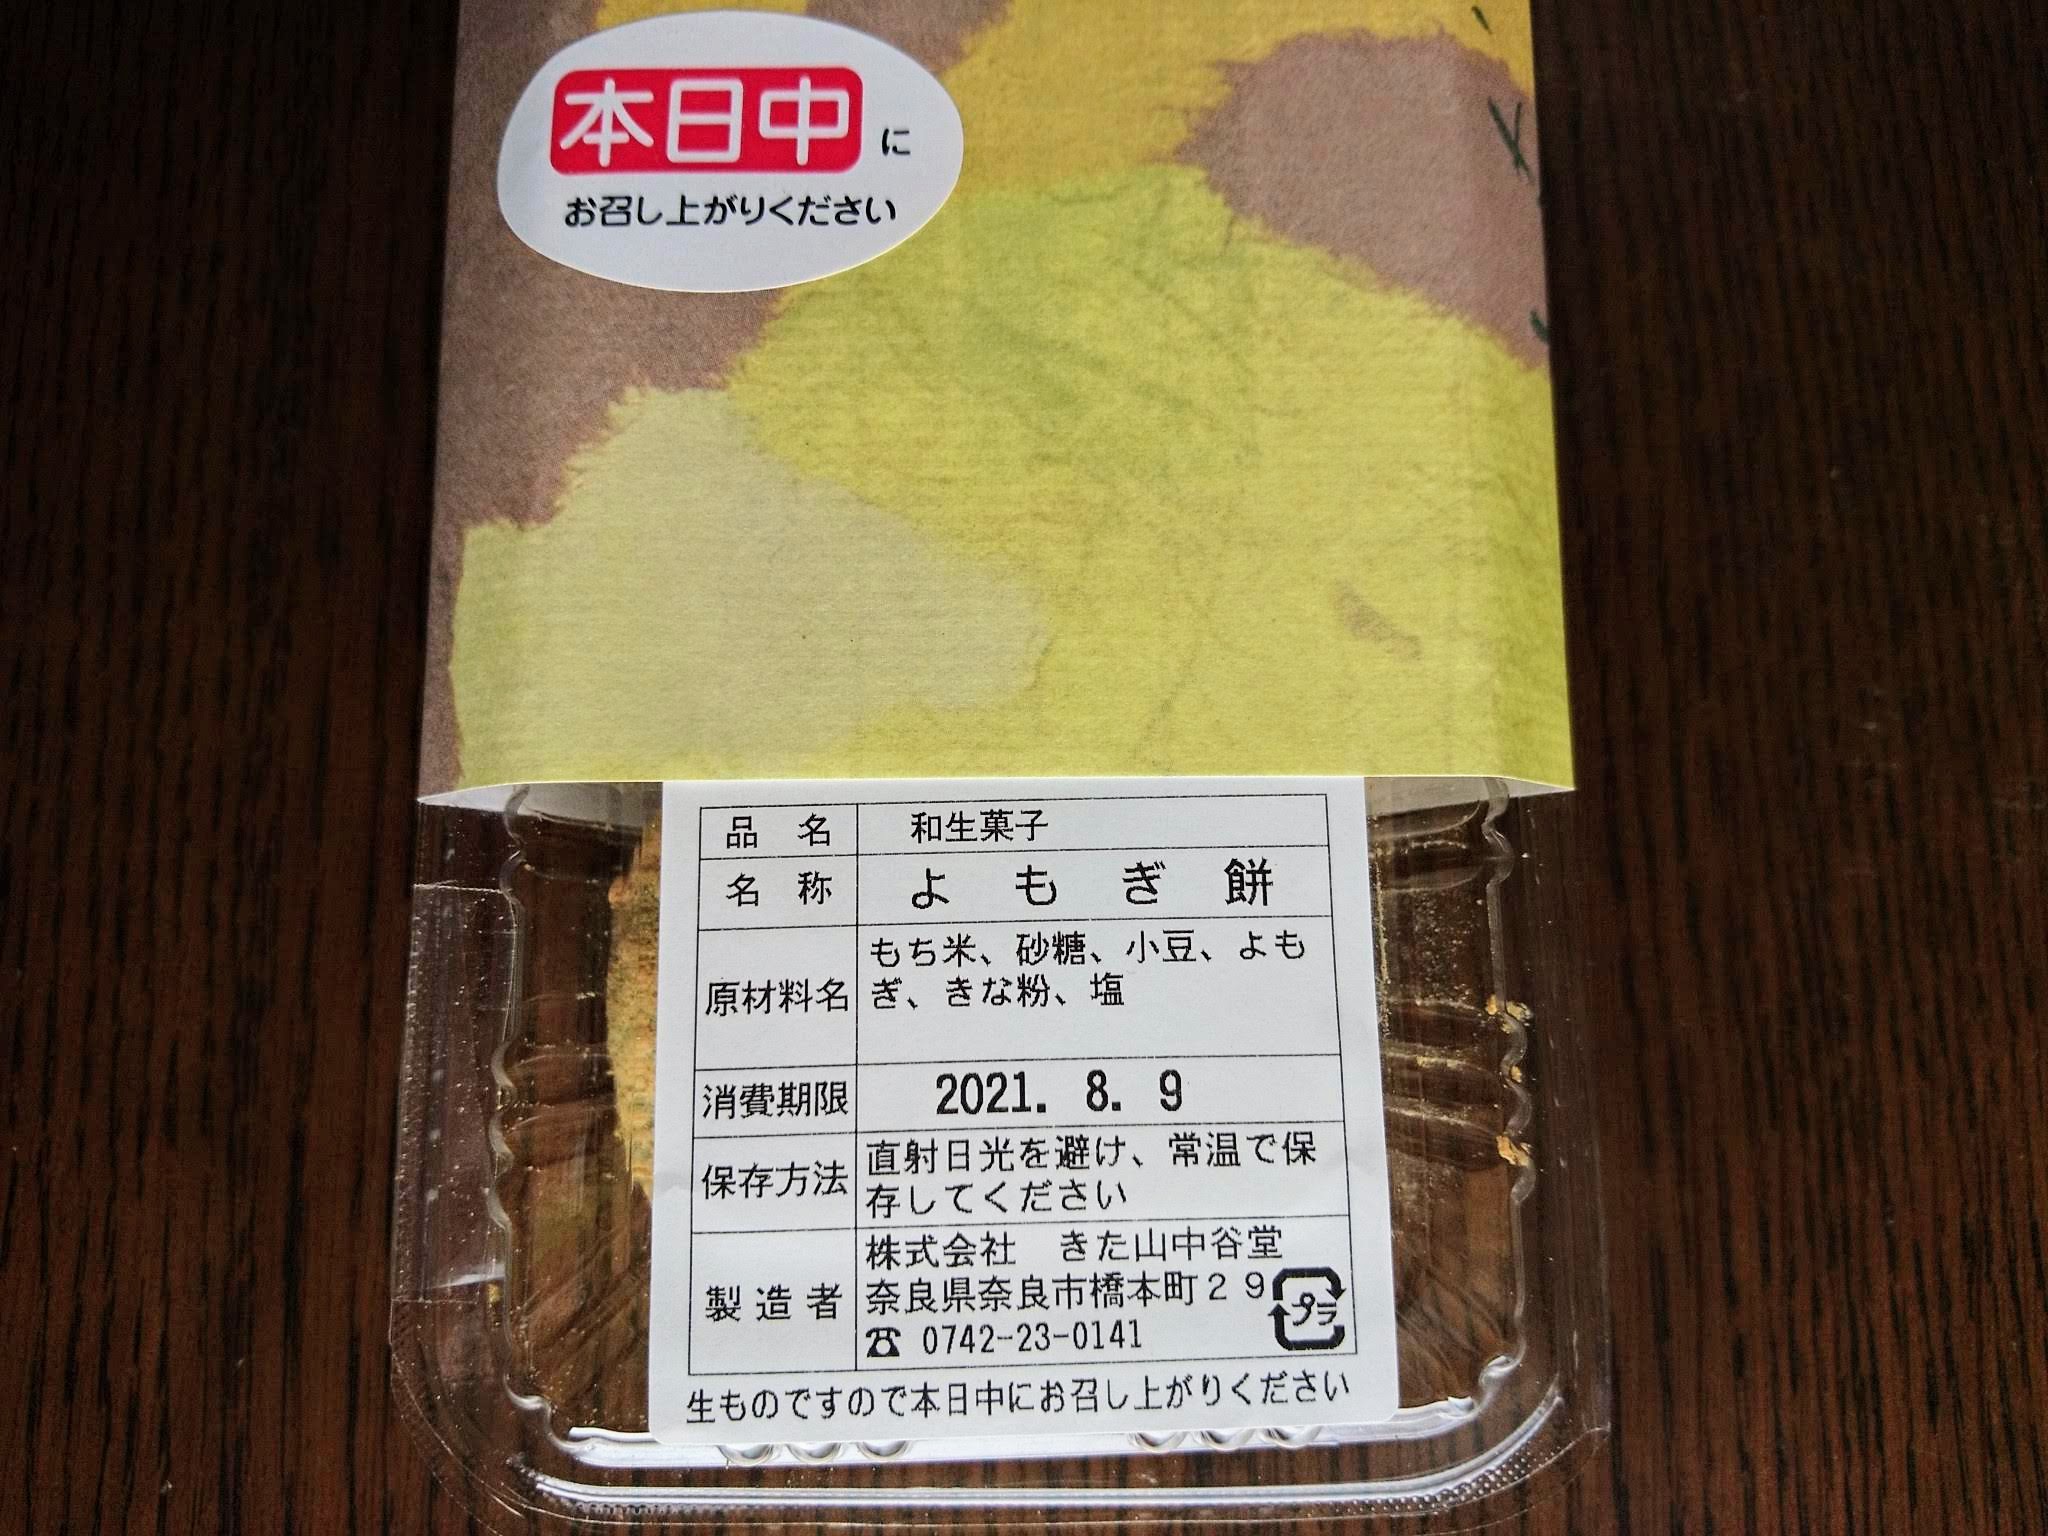 本日中に
お召し上がりください
品 名 和生菓子
名 称 よもぎ餅
原材料名 もち米、砂糖、小豆、よも
ぎ、きな粉、塩
消費期限 2021. 8. 9
保存方法 直射日光を避け、常温で保
存してください
製造者 株式会社 きた山中谷堂
奈良県奈良市橋本町29
☎ 0742-23-0141
プラ
生ものですので本日中にお召し上がりください